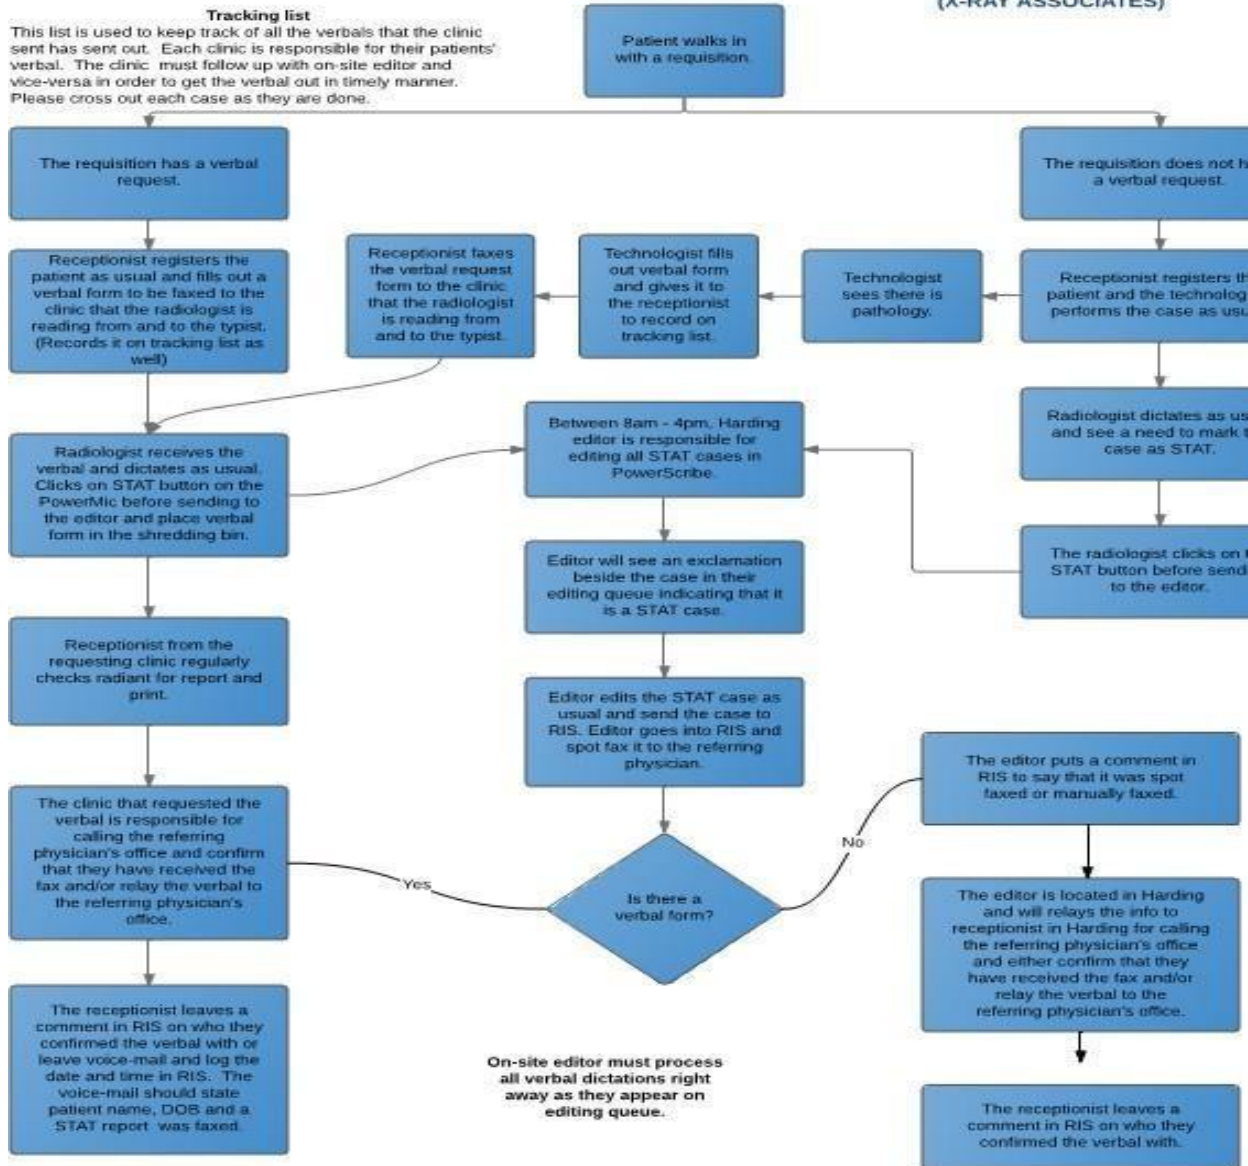 (X-RAY ASSOCIATES)
Tracking list
This list is used to keep track of all the verbals that the clinic
sent has sent out. Each clinic is responsible for their patients'
verbal. The clinic must follow up with on-site editor and
vice-versa in order to get the verbal out in timely manner.
Please cross out each case as they are done.
Patient walks in
with a requisition.
The requisition has a verbal
request.
The requisition does not
a verbal request.
Receptionist registers the
patient as usual and fills out a
verbal form to be faxed to the
clinic that the radiologist is
reading from and to the typist.
(Records it on tracking list as
well)
Receptionist faxes
the verbal request
form to the clinic
that the radiologist
is reading from
and to the typist.
Technologist fills
out verbal form
and gives it to
the receptionist
to record on
tracking list.
Technologist
sees there is
pathology.
Receptionist registers
patient and the
performs the case as
Radiologist receives the
verbal and dictates as usual.
Clicks on STAT button on the
PowerMic before sending to
the editor and place verbal
form in the shredding bin.
Between 8am - 4pm, Harding
editor is responsible for
editing all STAT cases in
PowerScribe.
Radiologist dictates as
and see a need to mark
case as STAT.
The radiologist clicks on
STAT button before
to the editor.
Editor will see an exclamation
beside the case in their
editing queue indicating that it
is a STAT case.
Receptionist from the
requesting clinic regularly
checks radiant for report and
print.
Editor edits the STAT case as
usual and send the case to
RIS. Editor goes into RIS and
spot fax it to the referring
physician.
The clinic that requested the
verbal is responsible for
calling the referring
physician's office and confirm
that they have received the
fax and/or relay the verbal to
the referring physician's
office.
Yes
Is there a
verbal form?
No
The editor puts a comment in
RIS to say that it was spot
faxed or manually faxed.
The editor is located in Harding
and will relays the info to
receptionist in Harding for calling
the referring physician's office
and either confirm that they
have received the fax and/or
relay the verbal to the
referring physician's office.
The receptionist leaves a
comment in RIS on who they
confirmed the verbal with or
leave voice-mail and log the
date and time in RIS. The
voice-mail should state
patient name, DOB and a
STAT report was faxed.
On-site editor must process
all verbal dictations right
away as they appear on
editing queue.
The receptionist leaves a
comment in RIS on who they
confirmed the verbal with.